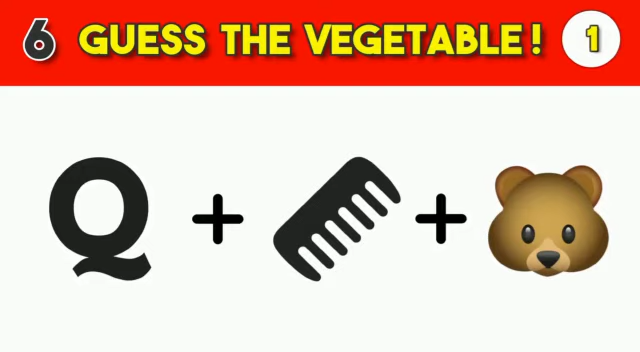 6 GUESS THE VEGETABLE! 1
Q + +